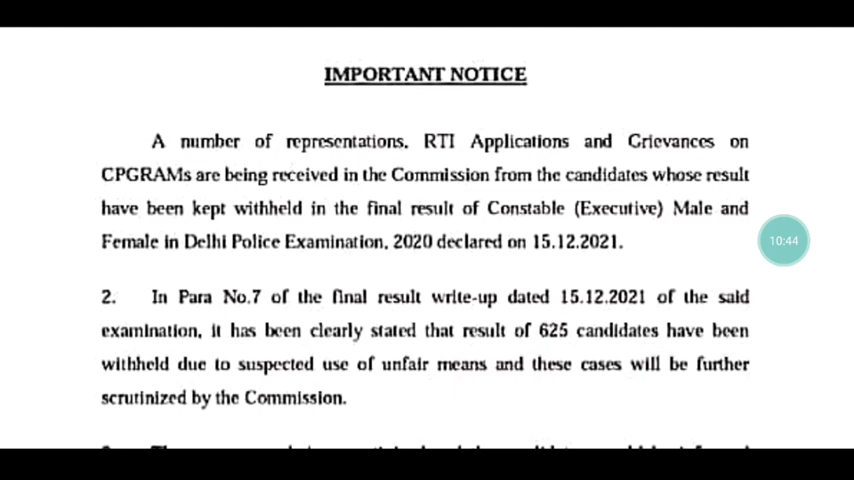 IMPORTANT NOTICE
A number of representations, RTI Applications and Grievances on
CPGRAMs are being received in the Commission from the candidates whose result
have been kept withheld in the final result of Constable (Executive) Male and
Female in Delhi Police Examination, 2020 declared on 15.12.2021.
10:44
2. In Para No.7 of the final result write-up dated 15.12.2021 of the said
examination, it has been clearly stated that result of 625 candidates have been
withheld due to suspected use of unfair means and these cases will be further
scrutinized by the Commission.